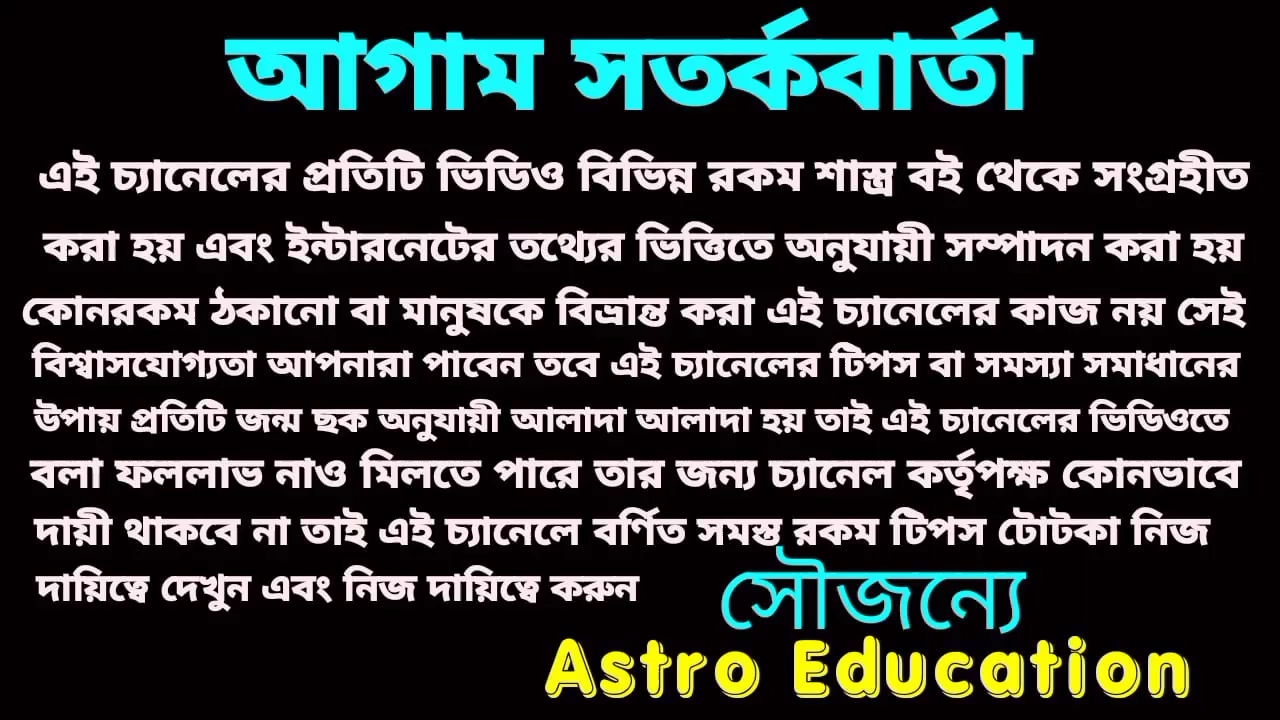 আগাম সতর্কবার্তা
এই চ্যানেলের প্রতিটি ভিডিও বিভিন্ন রকম শাস্ত্র বই থেকে সংগ্রহীত
করা হয় এবং ইন্টারনেটের তথ্যের ভিত্তিতে অনুযায়ী সম্পাদন করা হয়
কোনরকম ঠকানো বা মানুষকে বিভ্রান্ত করা এই চ্যানেলের কাজ নয় সেই
বিশ্বাসযোগ্যতা আপনারা পাবেন তবে এই চ্যানেলের টিপস বা সমস্যা সমাধানের
উপায় প্রতিটি জন্ম ছক অনুযায়ী আলাদা আলাদা হয় তাই এই চ্যানেলের ভিডিওতে
বলা ফললাভ নাও মিলতে পারে তার জন্য চ্যানেল কর্তৃপক্ষ কোনভাবে
দায়ী থাকবে না তাই এই চ্যানেলে বর্ণিত সমস্ত রকম টিপস টোটকা নিজ
দায়িত্বে দেখুন এবং নিজ দায়িত্বে করুন
সৌজন্যে
Astro Education